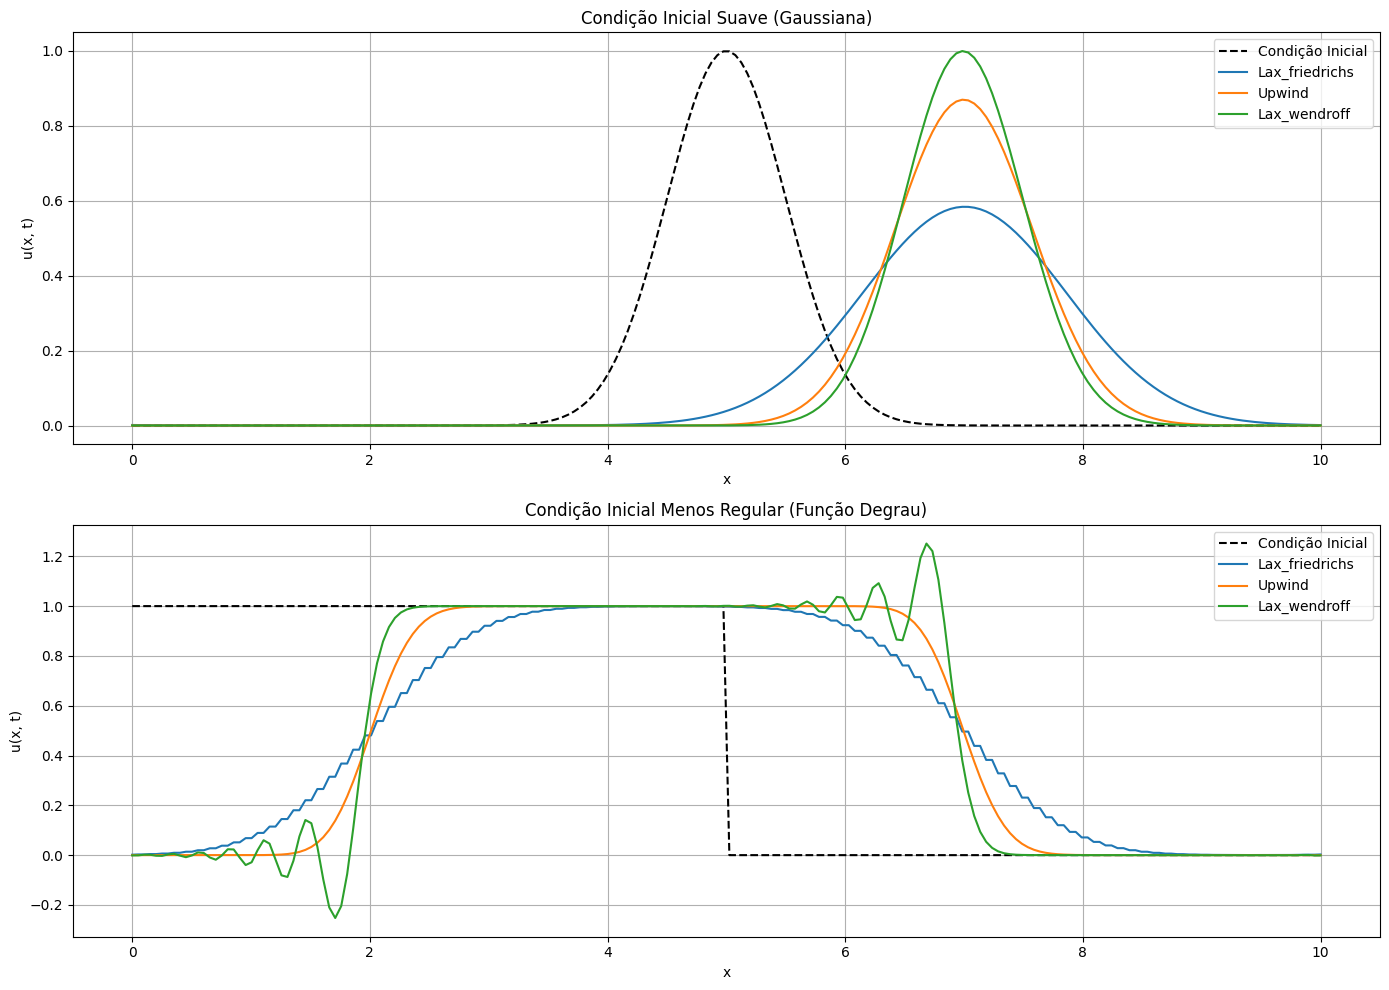 Condição Inicial Suave (Gaussiana)
1.0
0.8
0.6
0.4
0.2
0.0
u(x, t)
Condição Inicial
Lax_friedrichs
Upwind
Lax_wendroff
0
2
4
6
8
10
x
Condição Inicial Menos Regular (Função Degrau)
1.2
1.0
0.8
0.6
0.4
0.2
0.0
−0.2
u(x, t)
Condição Inicial
Lax_friedrichs
Upwind
Lax_wendroff
0
2
4
6
8
10
x